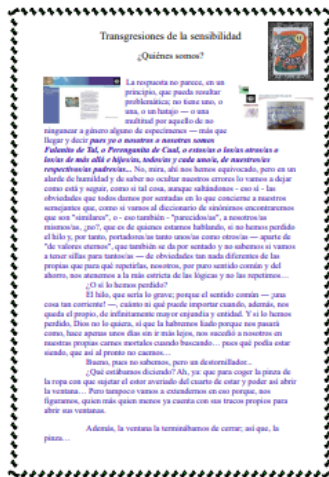 Transgresiones de la sensibilidad
¿Quiénes somos?
La respuesta no parece, en un
principio, que pueda resultar
problemática; no tiene uno, o
una, o un hatajo — o una
multitud por aquello de no
ningunear a género alguno de especímenes — más que
llegar y decir pues yo o nosotros o nosotras somos
Fulanito de Tal, o Perenganita de Cual, o estos/as o los/as otros/as o
los/as de más allá e hijos/as, todos/as y cada uno/a, de nuestros/as
respectivos/as padres/as... No, mira, ahí nos hemos equivocado, pero en un
alarde de humildad y de saber no ocultar nuestros errores lo vamos a dejar
como está y seguir, como si tal cosa, aunque saltándonos - eso sí - las
obviedades que todos damos por sentadas en lo que concierne a nuestros
semejantes que, como si vamos al diccionario de sinónimos encontraremos
que son "similares", o - eso también - "parecidos/as", a nosotros/as
mismos/as, ¿no?, que es de quienes estamos hablando, si no hemos perdido
el hilo y, por tanto, portadores/as tanto unos/as como otros/as — aparte de
"de valores eternos", que también se da por sentado y no sabemos si vamos
a tener sillas para tantos/as — de obviedades tan nada diferentes de las
propias que para qué repetirlas, nosotros, por puro sentido común y del
ahorro, nos atenemos a la más estricta de las lógicas y no las repetimos...
¿O sí lo hemos perdido?
El hilo, que sería lo grave; porque el sentido común — ¡una
cosa tan corriente! —, cuánto ni qué puede importar cuando, además, nos
queda el propio, de infinitamente mayor enjundia y entidad. Y si lo hemos
perdido, Dios no lo quiera, sí que la habremos liado porque nos pasará
como, hace apenas unos días sin ir más lejos, nos sucedió a nosotros en
nuestras propias carnes mortales cuando buscando... pues qué podía estar
siendo, que así al pronto no caemos...
Bueno, pues no sabemos, pero un destornillador...
¿Qué estábamos diciendo? Ah, ya: que para coger la pinza de
la ropa con que sujetar el estor averiado del cuarto de estar y poder así abrir
la ventana... Pero tampoco vamos a extendernos en eso porque, nos
figuramos, quien más quien menos ya cuenta con sus trucos propios para
abrir sus ventanas.
Además, la ventana la terminábamos de cerrar; así que, la
pinza...